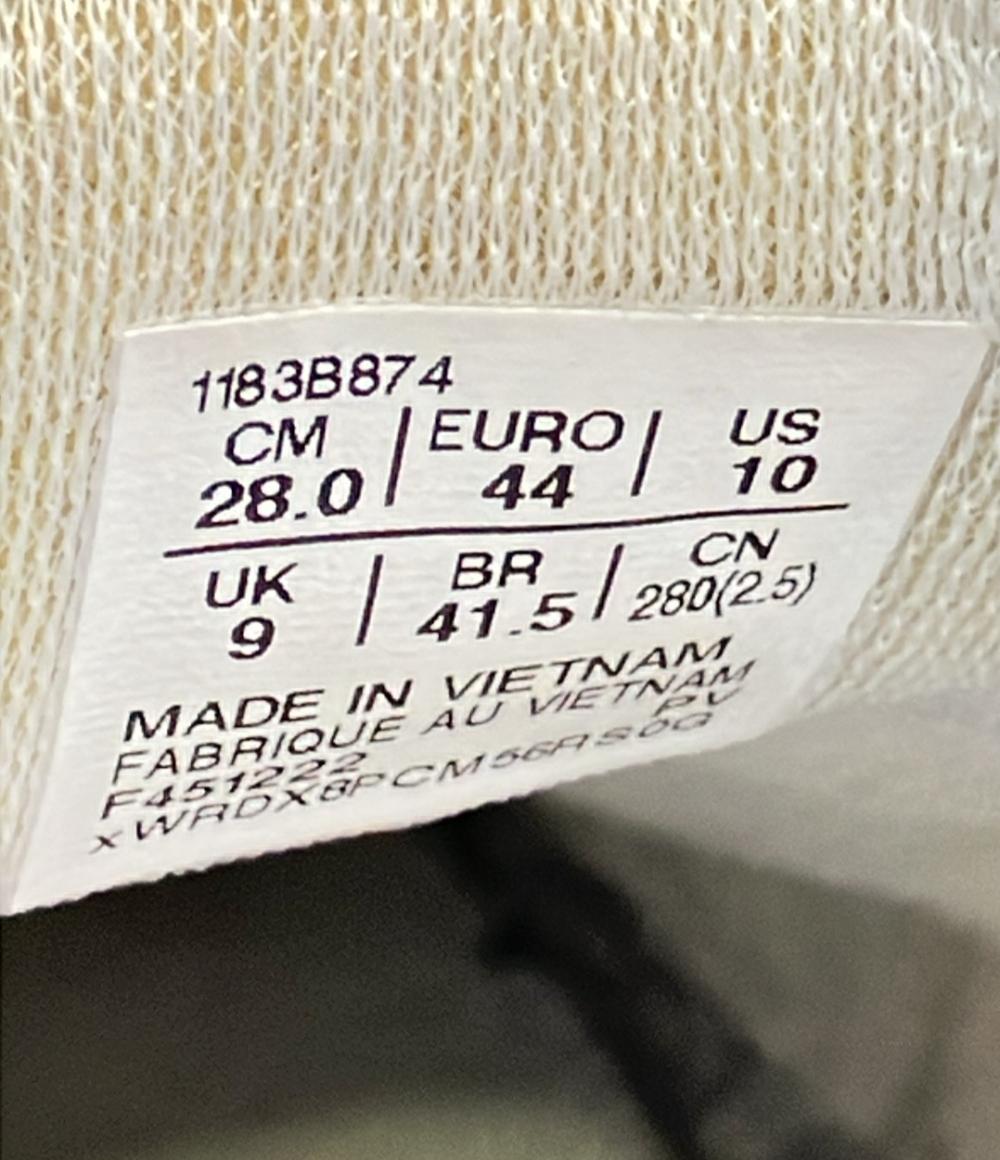 1183B874
CM | EURO | US
28.0 | 44 | 10
UK | BR | CN
9 | 41.5 | 280(2.5)
MADE IN VIETNAM
FABRIQUE AU VIETNAM
F451222 PV
xWRDX8PCM56RS0G